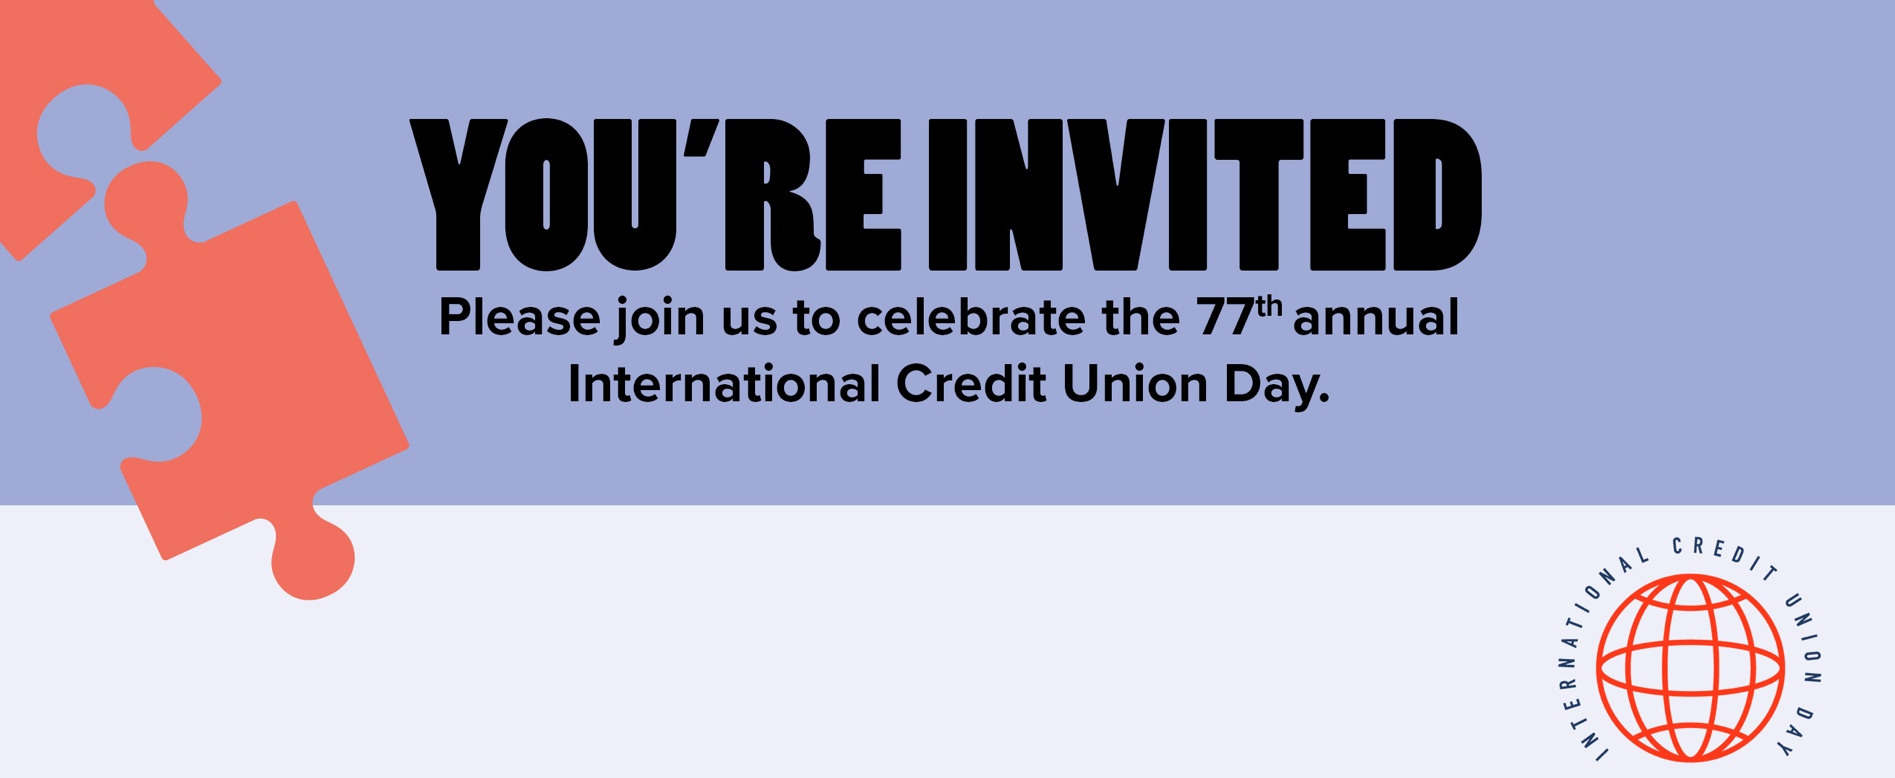 YOU'RE INVITED
Please join us to celebrate the 77th annual
International Credit Union Day.
INTERNATIONAL CREDIT UNION DAY